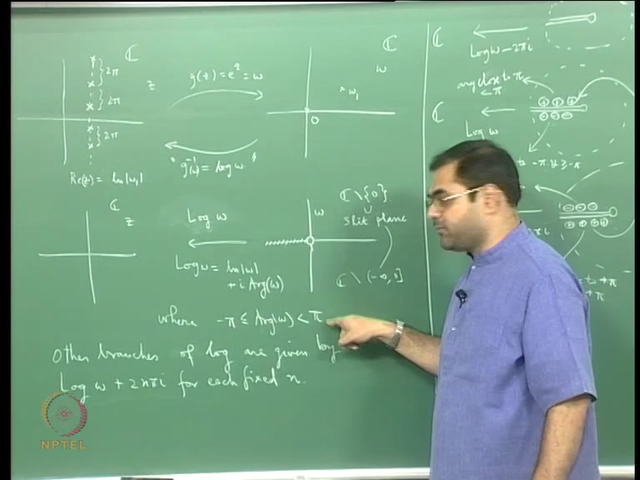 ℂ
z
2π
2π
2π
g(z) = e^z = w
ℂ
w
w₁
0
Re(z) = ln|w₁|
"g⁻¹(w) = log w"
ℂ
z
Log w
Log w = ln|w| + i Arg(w)
w
ℂ \ {0}
∪
slit plane
ℂ \ (-∞, 0]
where -π ≤ Arg(w) < π
Other branches of log are given by
Log w + 2nπi for each fixed n.
ℂ
Log w - 2πi
ℂ
Log w
NPTEL